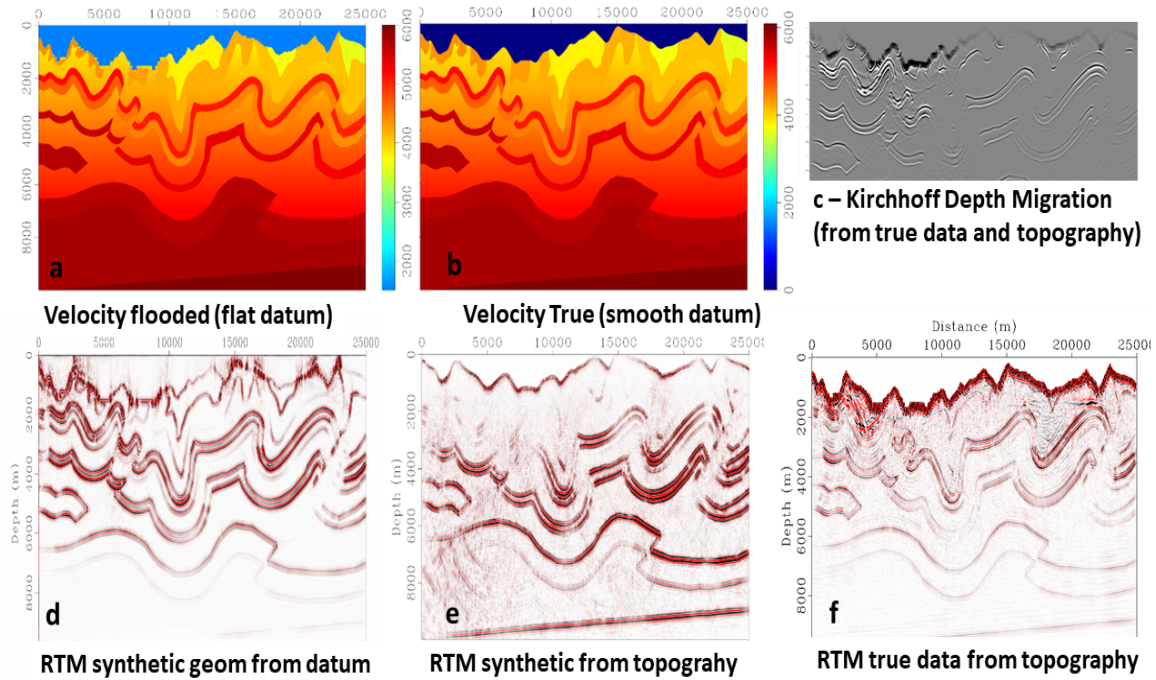 0 5000 10000 15000 20000 25000
0 5000 10000 15000 20000 25000
0 2000 4000 6000 8000
6000 5000 4000 3000 2000
6000 4000 2000 0
a
b
c – Kirchhoff Depth Migration
(from true data and topography)
Velocity flooded (flat datum)
Velocity True (smooth datum)
Distance (m)
0 5000 10000 15000 20000 25000
0 5000 10000 15000 20000 25000
0 5000 10000 15000 20000 25000
0 2000 4000 6000 8000
Depth (m)
0 2000 4000 6000 8000
Depth (m)
0 2000 4000 6000 8000
Depth (m)
d
e
f
RTM synthetic geom from datum
RTM synthetic from topograhy
RTM true data from topography